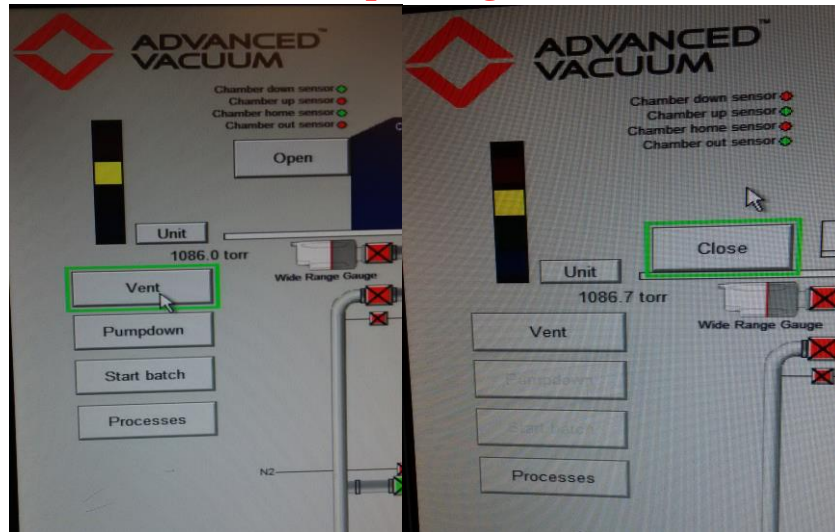 ADVANCED™
VACUUM
Chamber down sensor
Chamber up sensor
Chamber home sensor
Chamber out sensor
Open
Unit
1086.0 torr
Wide Range Gauge
Vent
Pumpdown
Start batch
Processes
N2
ADVANCED™
VACUUM
Chamber down sensor
Chamber up sensor
Chamber home sensor
Chamber out sensor
Close
Unit
1086.7 torr
Wide Range Gauge
Vent
Pumpdown
Start batch
Processes